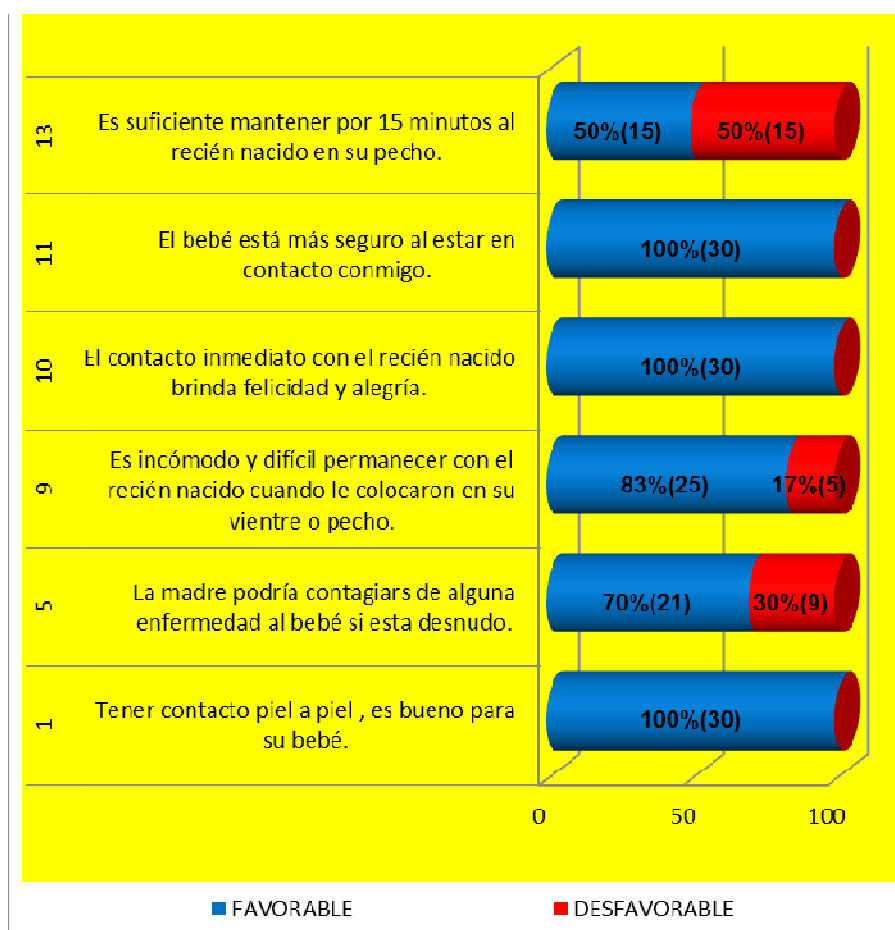 13
Es suficiente mantener por 15 minutos al
recién nacido en su pecho.
50%(15)
50%(15)
11
El bebé está más seguro al estar en
contacto conmigo.
100%(30)
10
El contacto inmediato con el recién nacido
brinda felicidad y alegría.
100%(30)
9
Es incómodo y difícil permanecer con el
recién nacido cuando le colocaron en su
vientre o pecho.
83%(25)
17%(5)
5
La madre podría contagiars de alguna
enfermedad al bebé si esta desnudo.
70%(21)
30%(9)
1
Tener contacto piel a piel , es bueno para
su bebé.
100%(30)
0 50 100
FAVORABLE DESFAVORABLE